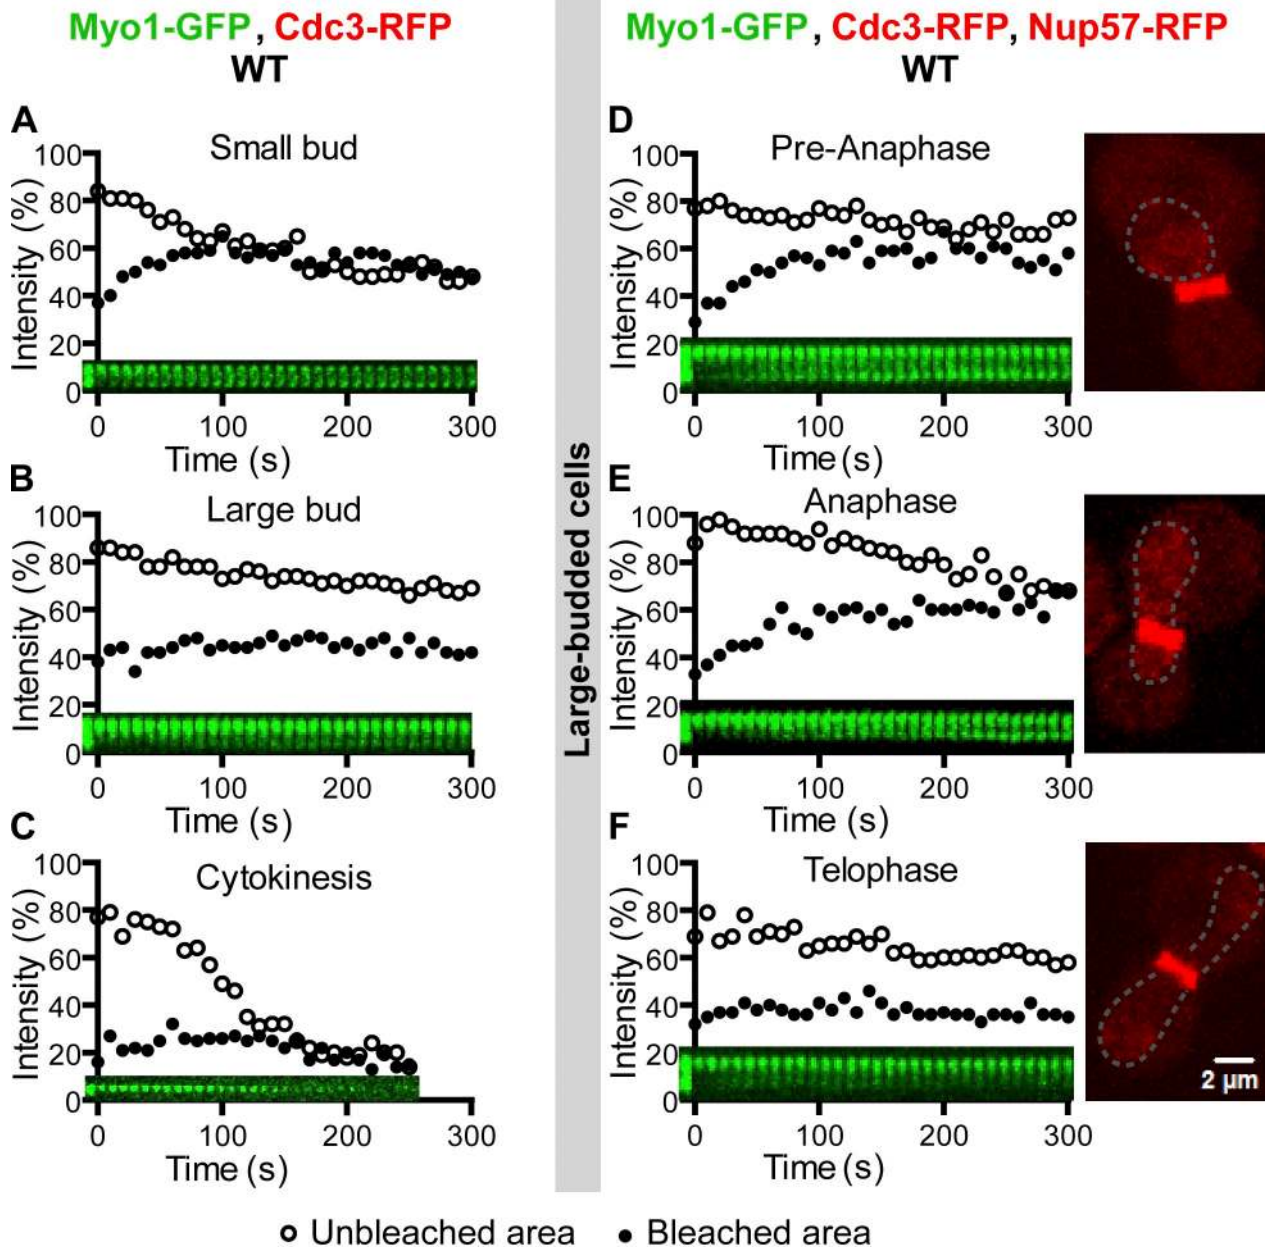 Myo1-GFP, Cdc3-RFP
WT
A
Small bud
Intensity (%)
100
80
60
40
20
0
0 100 200 300
Time (s)
B
Large bud
Intensity (%)
100
80
60
40
20
0
0 100 200 300
Time (s)
C
Cytokinesis
Intensity (%)
100
80
60
40
20
0
0 100 200 300
Time (s)
Large-budded cells
Myo1-GFP, Cdc3-RFP, Nup57-RFP
WT
D
Pre-Anaphase
Intensity (%)
100
80
60
40
20
0
0 100 200 300
Time (s)
E
Anaphase
Intensity (%)
100
80
60
40
20
0
0 100 200 300
Time (s)
F
Telophase
Intensity (%)
100
80
60
40
20
0
0 100 200 300
Time (s)
2 μm
Unbleached area Bleached area